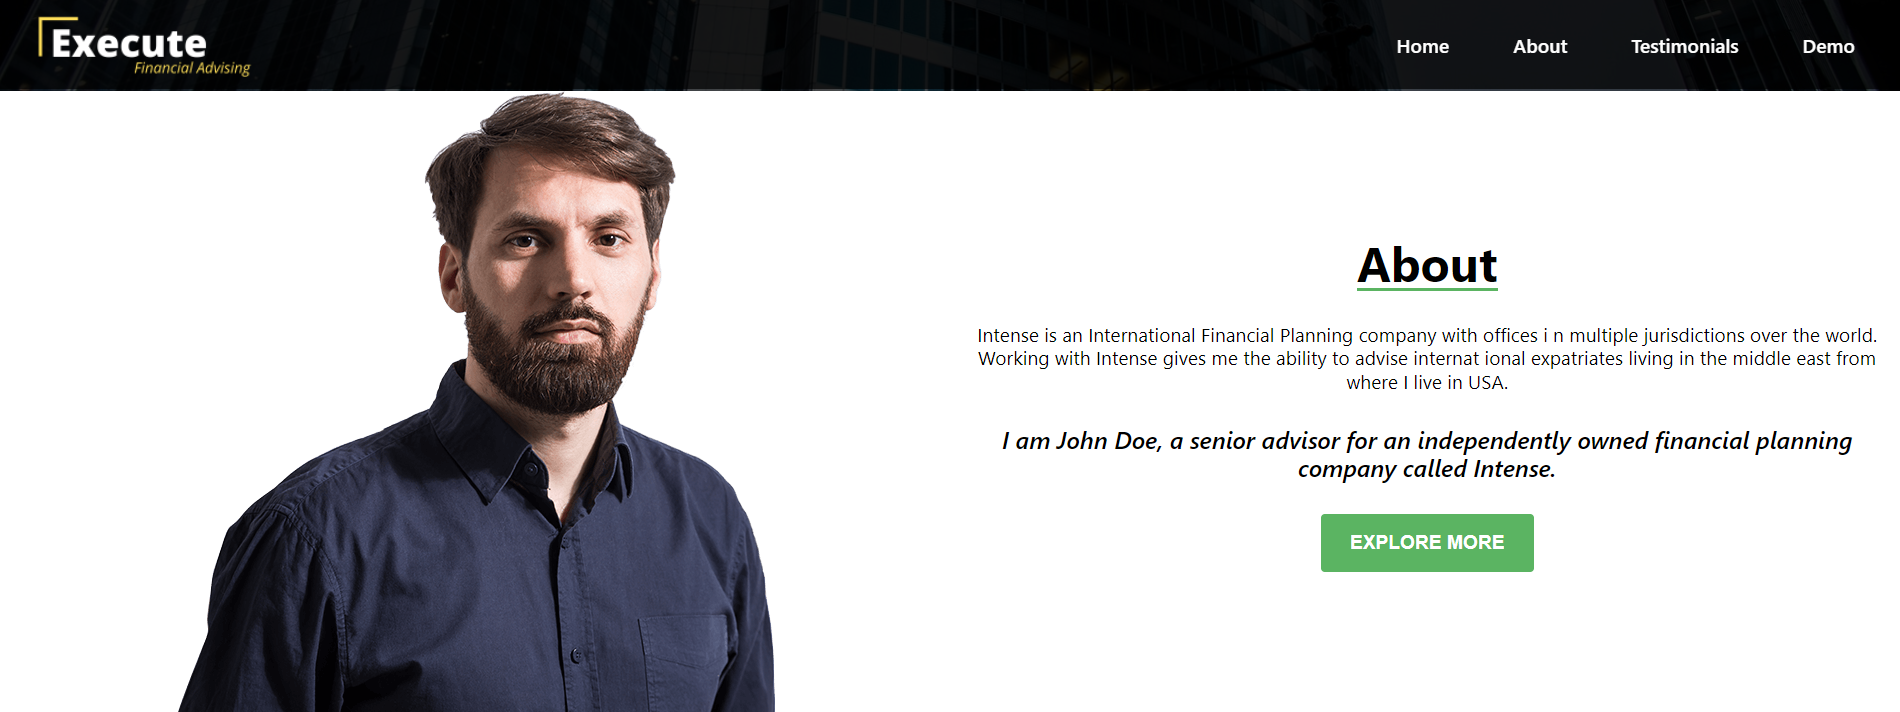 Execute
Financial Advising
Home
About
Testimonials
Demo
About
Intense is an International Financial Planning company with offices i n multiple jurisdictions over the world.
Working with Intense gives me the ability to advise internat ional expatriates living in the middle east from
where I live in USA.
I am John Doe, a senior advisor for an independently owned financial planning
company called Intense.
EXPLORE MORE